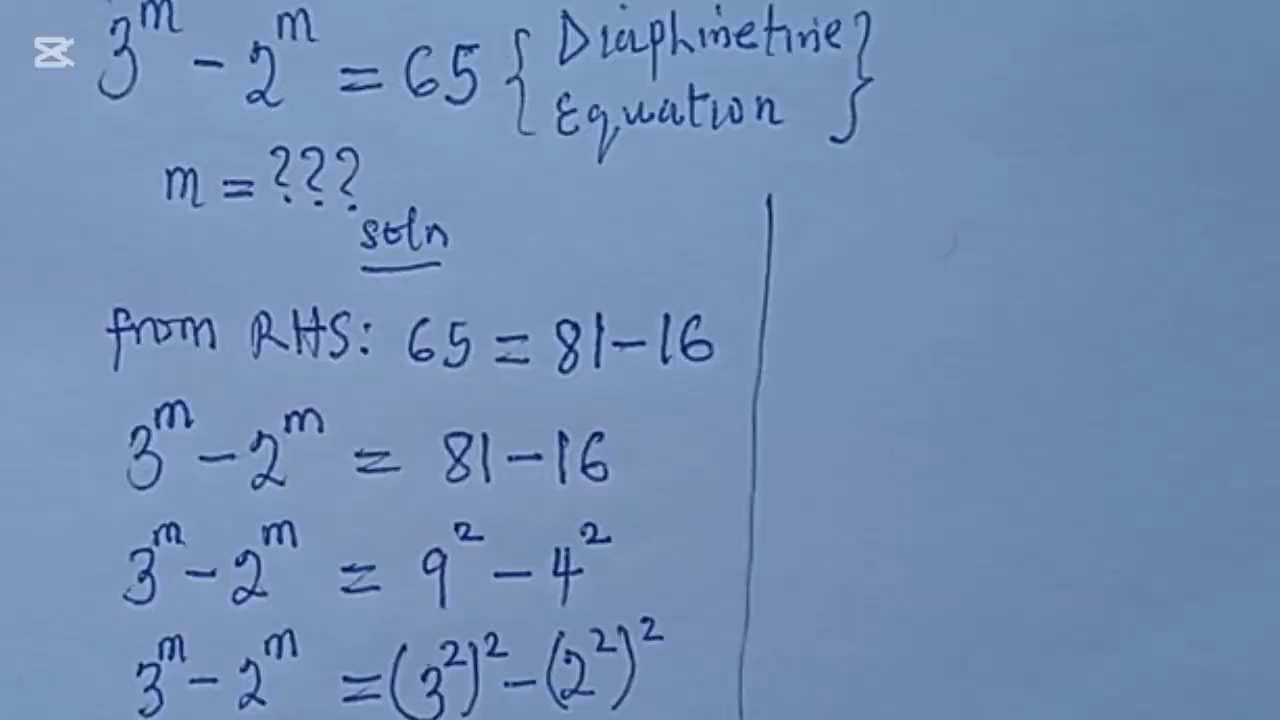 3^m - 2^m = 65 { Diaphinetine Equation }
m = ???
soln
from RHS: 65 = 81 - 16
3^m - 2^m = 81 - 16
3^m - 2^m = 9^2 - 4^2
3^m - 2^m = (3^2)^2 - (2^2)^2